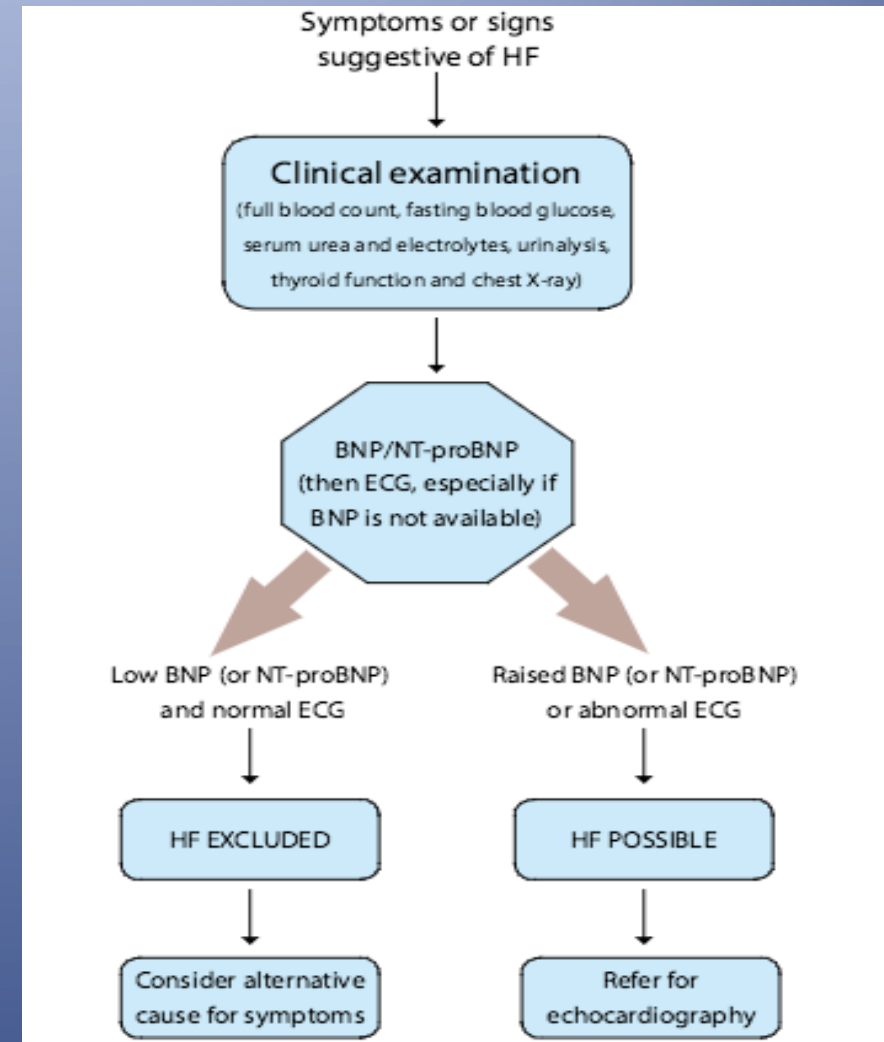 Symptoms or signs
suggestive of HF
Clinical examination
(full blood count, fasting blood glucose,
serum urea and electrolytes, urinalysis,
thyroid function and chest X-ray)
BNP/NT-proBNP
(then ECG, especially if
BNP is not available)
Low BNP (or NT-proBNP)
and normal ECG
Raised BNP (or NT-proBNP)
or abnormal ECG
HF EXCLUDED
HF POSSIBLE
Consider alternative
cause for symptoms
Refer for
echocardiography